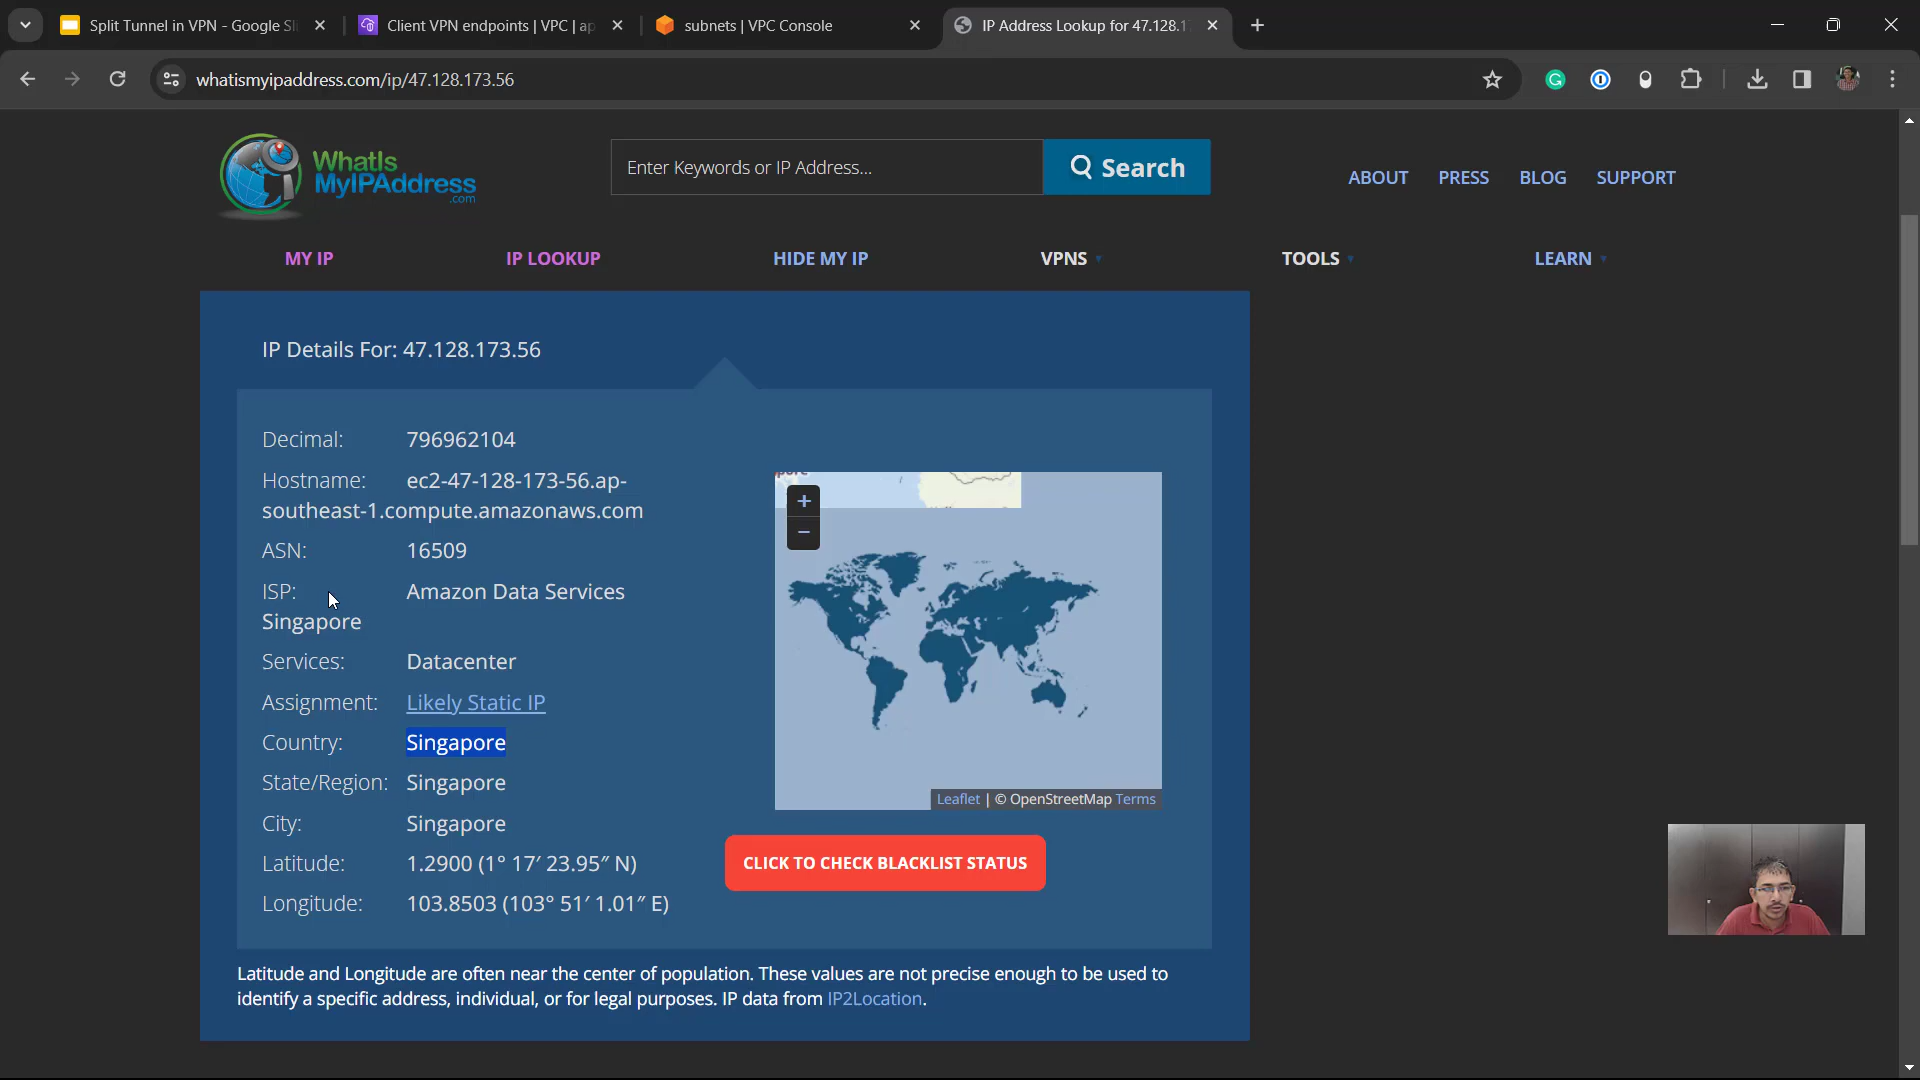 Split Tunnel in VPN - Google Sli
Client VPN endpoints | VPC | ap
subnets | VPC Console
IP Address Lookup for 47.128.1
whatismyipaddress.com/ip/47.128.173.56
WhatIs
MyIPAddress
.com
Enter Keywords or IP Address...
Search
ABOUT
PRESS
BLOG
SUPPORT
MY IP
IP LOOKUP
HIDE MY IP
VPNS
TOOLS
LEARN
IP Details For: 47.128.173.56
Decimal: 796962104
Hostname: ec2-47-128-173-56.ap-
southeast-1.compute.amazonaws.com
ASN: 16509
ISP: Amazon Data Services
Singapore
Services: Datacenter
Assignment: Likely Static IP
Country: Singapore
State/Region: Singapore
City: Singapore
Latitude: 1.2900 (1° 17′ 23.95″ N)
Longitude: 103.8503 (103° 51′ 1.01″ E)
+
−
Leaflet | © OpenStreetMap Terms
CLICK TO CHECK BLACKLIST STATUS
Latitude and Longitude are often near the center of population. These values are not precise enough to be used to
identify a specific address, individual, or for legal purposes. IP data from IP2Location.